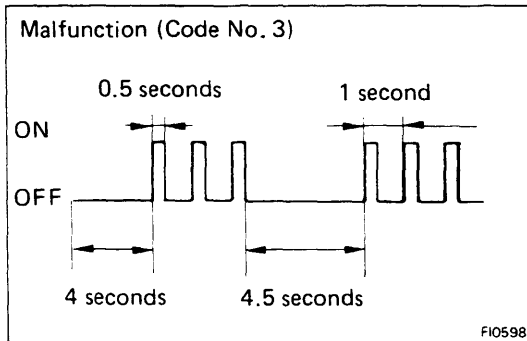 Malfunction (Code No. 3)
0.5 seconds
1 second
ON
OFF
4 seconds
4.5 seconds
FI0598